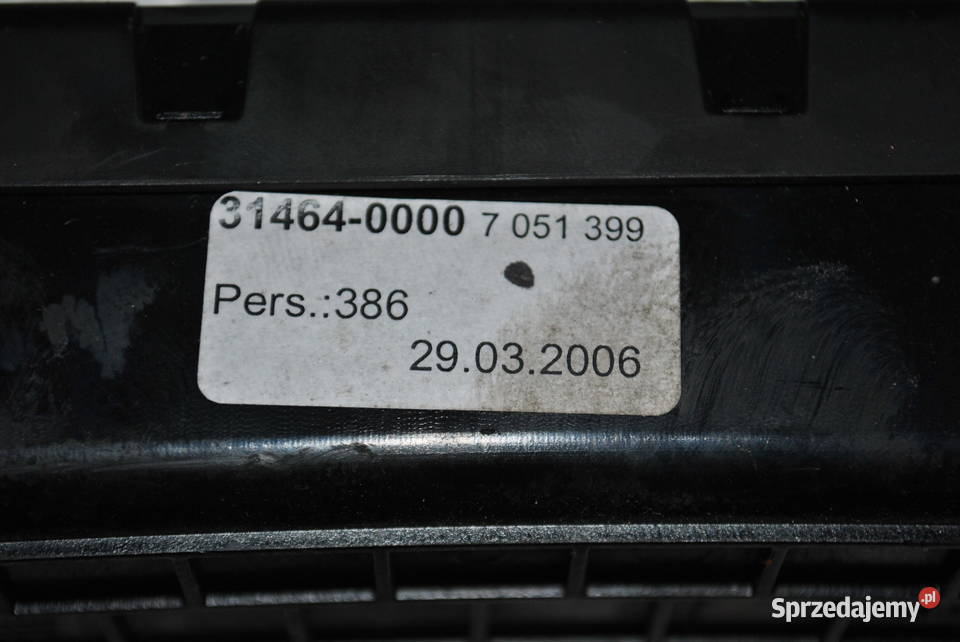 31464-0000 7 051 399
Pers.:386
29.03.2006
Sprzedajemy.pl